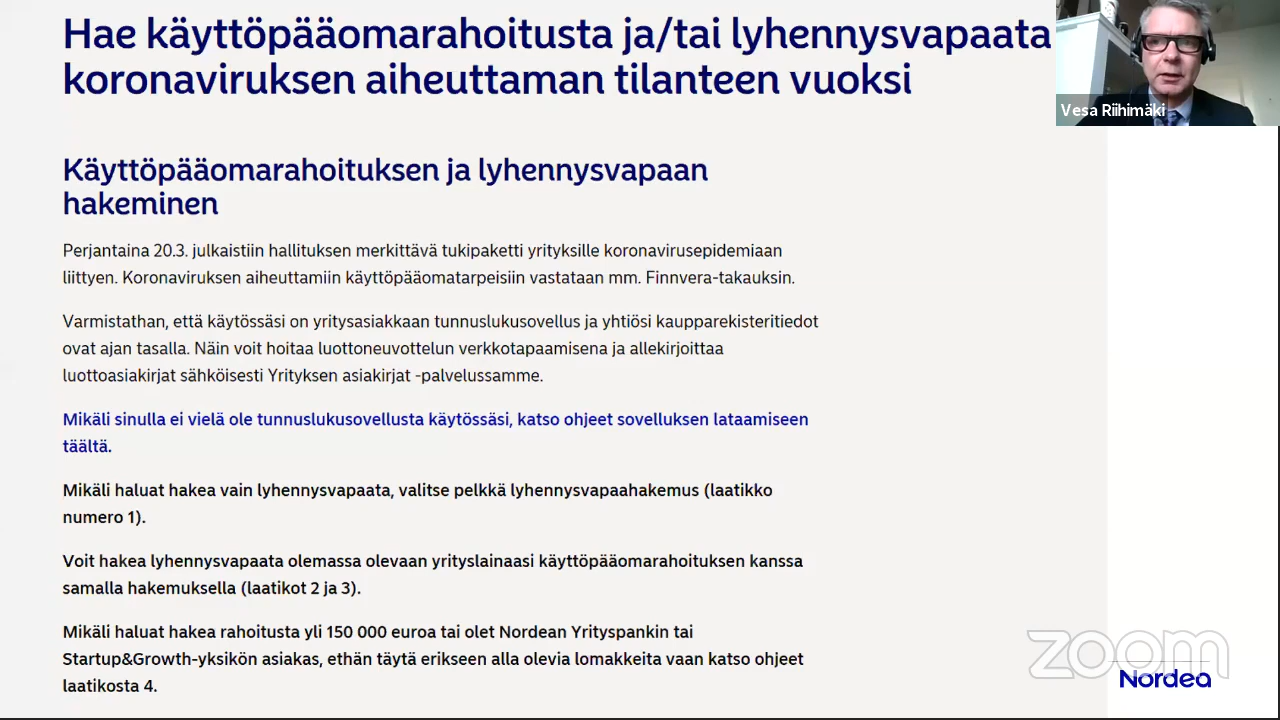 Hae käyttöpääomarahoitusta ja/tai lyhennysvapaata
koronaviruksen aiheuttaman tilanteen vuoksi
Vesa Riihimäki
Käyttöpääomarahoituksen ja lyhennysvapaan
hakeminen
Perjantaina 20.3. julkaistiin hallituksen merkittävä tukipaketti yrityksille koronavirusepidemiaan
liittyen. Koronaviruksen aiheuttamiin käyttöpääomatarpeisiin vastataan mm. Finnvera-takauksin.
Varmistathan, että käytössäsi on yritysasiakkaan tunnuslukusovellus ja yhtiösi kaupparekisteritiedot
ovat ajan tasalla. Näin voit hoitaa luottoneuvottelun verkkotapaamisena ja allekirjoittaa
luottoasiakirjat sähköisesti Yrityksen asiakirjat -palvelussamme.
Mikäli sinulla ei vielä ole tunnuslukusovellusta käytössäsi, katso ohjeet sovelluksen lataamiseen
täältä.
Mikäli haluat hakea vain lyhennysvapaata, valitse pelkkä lyhennysvapaahakemus (laatikko
numero 1).
Voit hakea lyhennysvapaata olemassa olevaan yrityslainaasi käyttöpääomarahoituksen kanssa
samalla hakemuksella (laatikot 2 ja 3).
Mikäli haluat hakea rahoitusta yli 150 000 euroa tai olet Nordean Yrityspankin tai
Startup&Growth-yksikön asiakas, ethän täytä erikseen alla olevia lomakkeita vaan katso ohjeet
laatikosta 4.
zoom
Nordea